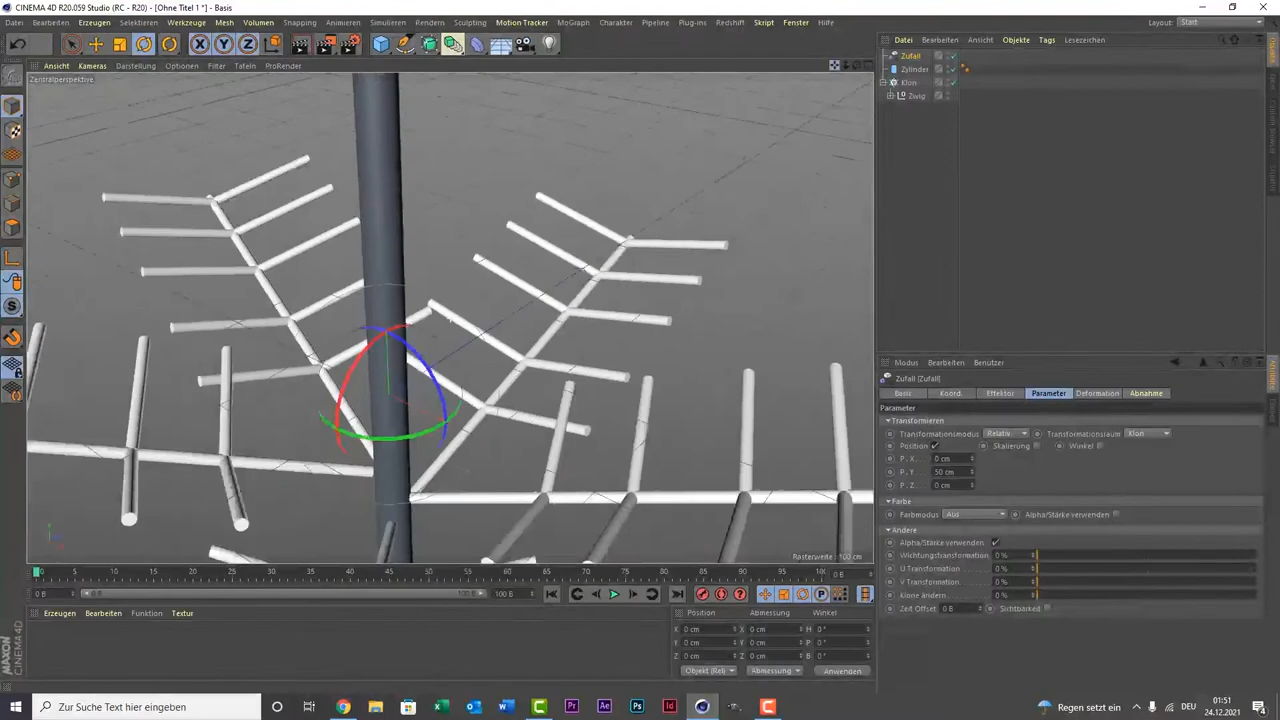 CINEMA 4D R20.059 Studio (RC - R20) - [Ohne Titel 1 *] - Basis
Datei Bearbeiten Erzeugen Selektieren Werkzeuge Mesh Volumen Snapping Animieren Simulieren Rendern Sculpting Motion Tracker MoGraph Charakter Pipeline Plug-ins Redshift Skript Fenster Hilfe
Layout: Start
Ansicht Kameras Darstellung Optionen Filter Tafeln ProRender
Datei Bearbeiten Ansicht Objekte Tags Lesezeichen
Zentralperspektive
Zufall
Zylinder
Klon
Zwig
Modus Bearbeiten Benutzer
Zufall [Zufall]
Basic Koord. Effektor Parameter Deformation Abnahme
Parameter
Transformieren
Transformationsmodus Relativ Transformationsraum Klon
Position Skalierung Winkel
P . X 0 cm
P . Y 50 cm
P . Z 0 cm
Farbe
Farbmodus Aus Alpha/Stärke verwenden
Andere
Alpha/Stärke verwenden
Wichtungstransformation 0 %
U Transformation 0 %
V Transformation 0 %
Klone ändern 0 %
Zeit Offset 0 B Sichtbarkeit
Rasterweite : 100 cm
0 5 10 15 20 25 30 35 40 45 50 55 60 65 70 75 80 85 90 95 100 0 B
0 B 0 B 100 B 100 B
Erzeugen Bearbeiten Funktion Textur
Position Abmessung Winkel
X 0 cm X 0 cm H 0 °
Y 0 cm Y 0 cm P 0 °
Z 0 cm Z 0 cm B 0 °
Objekt (Rel) Abmessung Anwenden
MAXON CINEMA 4D
Zur Suche Text hier eingeben
Regen setzt ein DEU 01:51
24.12.2021